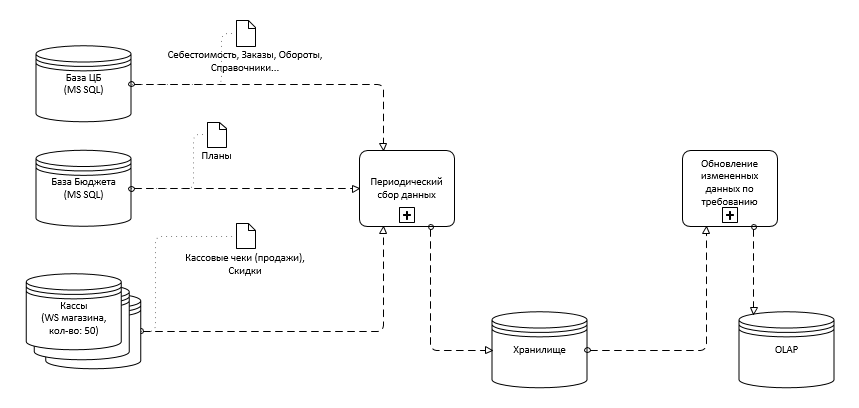 Себестоимость, Заказы, Обороты,
Справочники...
База ЦБ
(MS SQL)
Планы
База Бюджета
(MS SQL)
Периодический
сбор данных
Обновление
измененных
данных по
требованию
Кассовые чеки (продажи),
Скидки
Кассы
(WS магазина,
кол-во: 50)
Хранилище
OLAP